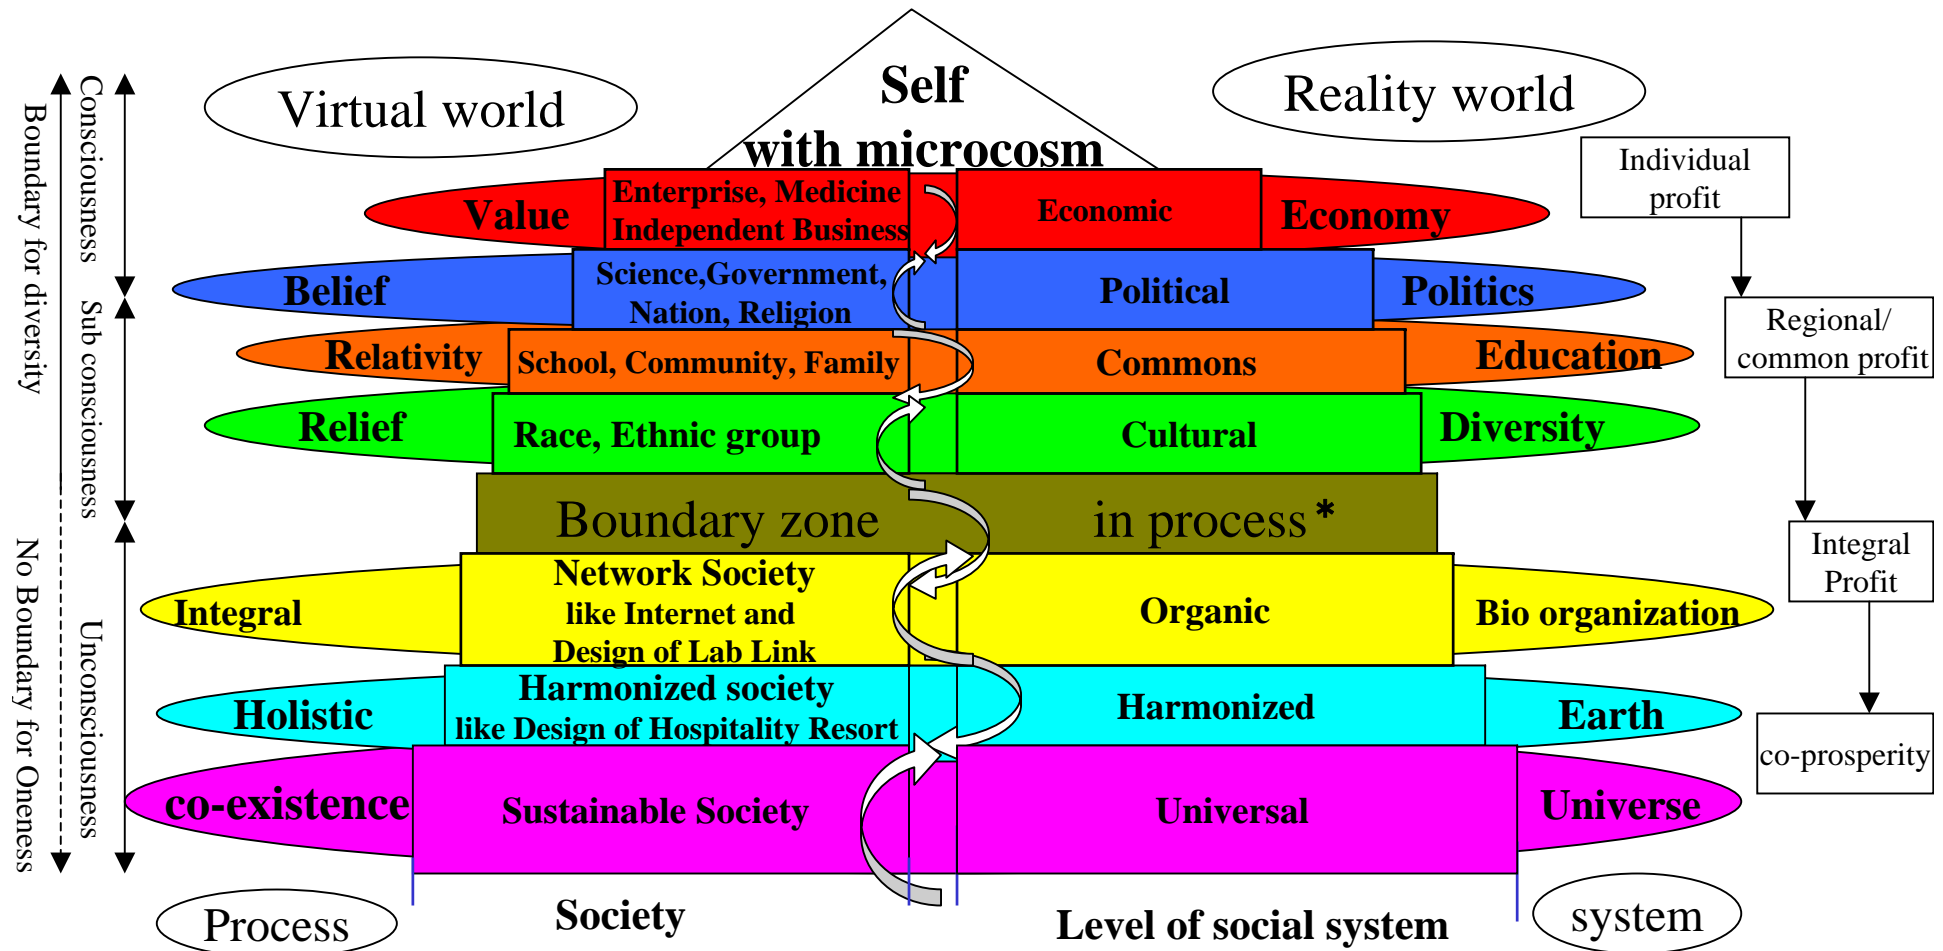 Self
with microcosm
Virtual world
Reality world
Consciousness
Boundary for diversity
Sub consciousness
No Boundary for Oneness
Unconsciousness
Value
Enterprise, Medicine
Independent Business
Economic
Economy
Individual
profit
Belief
Science,Government,
Nation, Religion
Political
Politics
Regional/
common profit
Relativity
School, Community, Family
Commons
Education
Relief
Race, Ethnic group
Cultural
Diversity
Boundary zone
in process*
Integral
Profit
Integral
Network Society
like Internet and
Design of Lab Link
Organic
Bio organization
Holistic
Harmonized society
like Design of Hospitality Resort
Harmonized
Earth
co-prosperity
co-existence
Sustainable Society
Universal
Universe
Process
Society
Level of social system
system